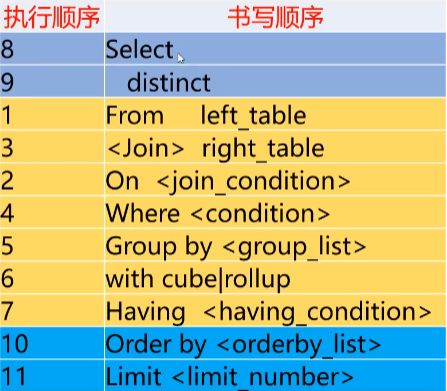 执行顺序 书写顺序
8 Select
9 distinct
1 From left_table
3 <Join> right_table
2 On <join_condition>
4 Where <condition>
5 Group by <group_list>
6 with cube|rollup
7 Having <having_condition>
10 Order by <orderby_list>
11 Limit <limit_number>